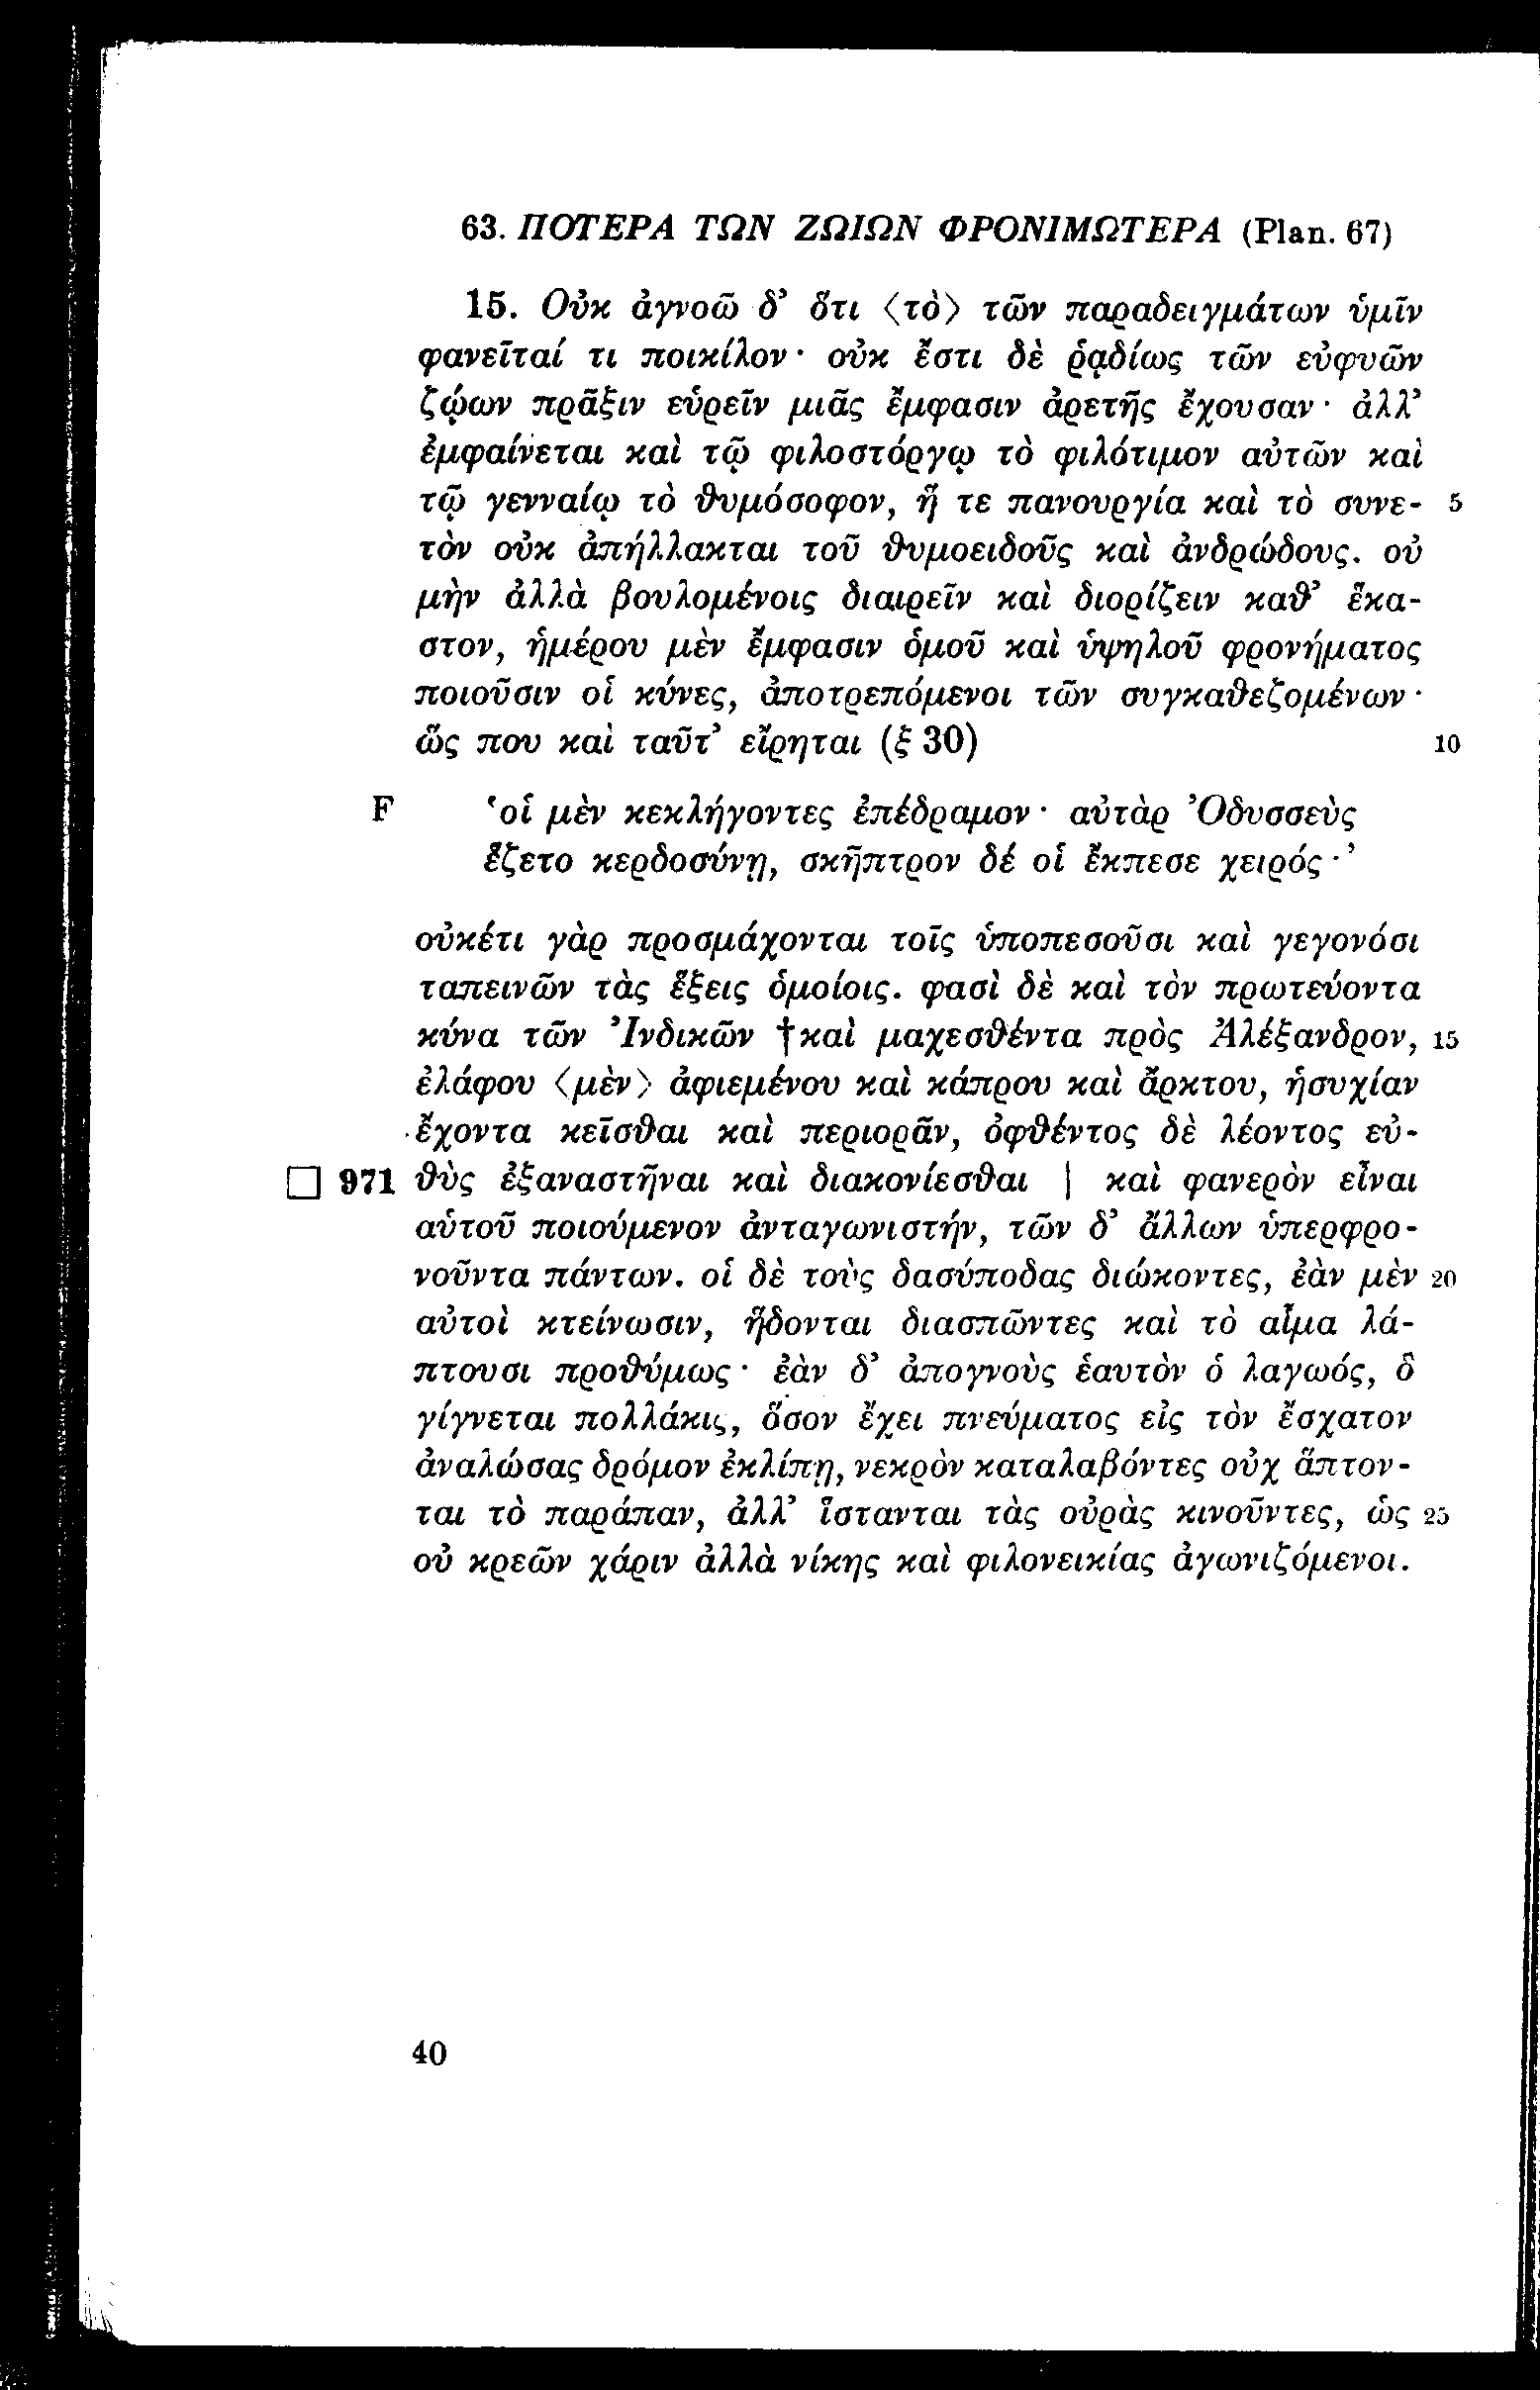 63. ΠΟΤΕΡΑ ΤΩΝ ΖΩΙΩΝ ΦΡΟΝΙΜΩΤΕΡΑ (Plan. 67)
15. Οὐκ ἀγνοῶ δ’ ὅτι ⟨τὸ⟩ τῶν παραδειγμάτων ὑμῖν
φανεῖταί τι ποικίλον· οὐκ ἔστι δὲ ῥᾳδίως τῶν εὐφυῶν
ζῴων πρᾶξιν εὑρεῖν μιᾶς ἔμφασιν ἀρετῆς ἔχουσαν· ἀλλ’
ἐμφαίνεται καὶ τῷ φιλοστόργῳ τὸ φιλότιμον αὐτῶν καὶ
τῷ γενναίῳ τὸ θυμόσοφον, ἥ τε πανουργία καὶ τὸ συνε- 5
τὸν οὐκ ἀπήλλακται τοῦ θυμοειδοῦς καὶ ἀνδρώδους. οὐ
μὴν ἀλλὰ βουλομένοις διαιρεῖν καὶ διορίζειν καθ’ ἕκα-
στον, ἡμέρου μὲν ἔμφασιν ὁμοῦ καὶ ὑψηλοῦ φρονήματος
ποιοῦσιν οἱ κύνες, ἀποτρεπόμενοι τῶν συγκαθεζομένων·
ὥς που καὶ ταῦτ’ εἴρηται (ξ 30) 10
F ‘οἱ μὲν κεκλήγοντες ἐπέδραμον· αὐτὰρ Ὀδυσσεὺς
ἕζετο κερδοσύνῃ, σκῆπτρον δέ οἱ ἔκπεσε χειρός·’
οὐκέτι γὰρ προσμάχονται τοῖς ὑποπεσοῦσι καὶ γεγονόσι
ταπεινῶν τὰς ἕξεις ὁμοίοις. φασὶ δὲ καὶ τὸν πρωτεύοντα
κύνα τῶν Ἰνδικῶν †καὶ μαχεσθέντα πρὸς Ἀλέξανδρον, 15
ἐλάφου ⟨μὲν⟩ ἀφιεμένου καὶ κάπρου καὶ ἄρκτου, ἡσυχίαν
ἔχοντα κεῖσθαι καὶ περιορᾶν, ὀφθέντος δὲ λέοντος εὐ-
□ 971 θὺς ἐξαναστῆναι καὶ διακονίεσθαι | καὶ φανερὸν εἶναι
αὑτοῦ ποιούμενον ἀνταγωνιστήν, τῶν δ’ ἄλλων ὑπερφρο-
νοῦντα πάντων. οἱ δὲ τοὺς δασύποδας διώκοντες, ἐὰν μὲν 20
αὐτοὶ κτείνωσιν, ἥδονται διασπῶντες καὶ τὸ αἷμα λά-
πτουσι προθύμως· ἐὰν δ’ ἀπογνοὺς ἑαυτὸν ὁ λαγωός, ὃ
γίγνεται πολλάκις, ὅσον ἔχει πνεύματος εἰς τὸν ἔσχατον
ἀναλώσας δρόμον ἐκλίπῃ, νεκρὸν καταλαβόντες οὐχ ἅπτον-
ται τὸ παράπαν, ἀλλ’ ἵστανται τὰς οὐρὰς κινοῦντες, ὡς 25
οὐ κρεῶν χάριν ἀλλὰ νίκης καὶ φιλονεικίας ἀγωνιζόμενοι.
40